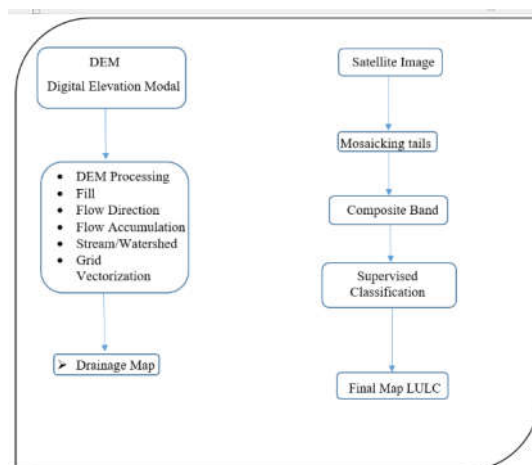 DEM
Digital Elevation Modal
• DEM Processing
• Fill
• Flow Direction
• Flow Accumulation
• Stream/Watershed
• Grid
Vectorization
➢ Drainage Map
Satellite Image
Mosaicking tails
Composite Band
Supervised
Classification
Final Map LULC